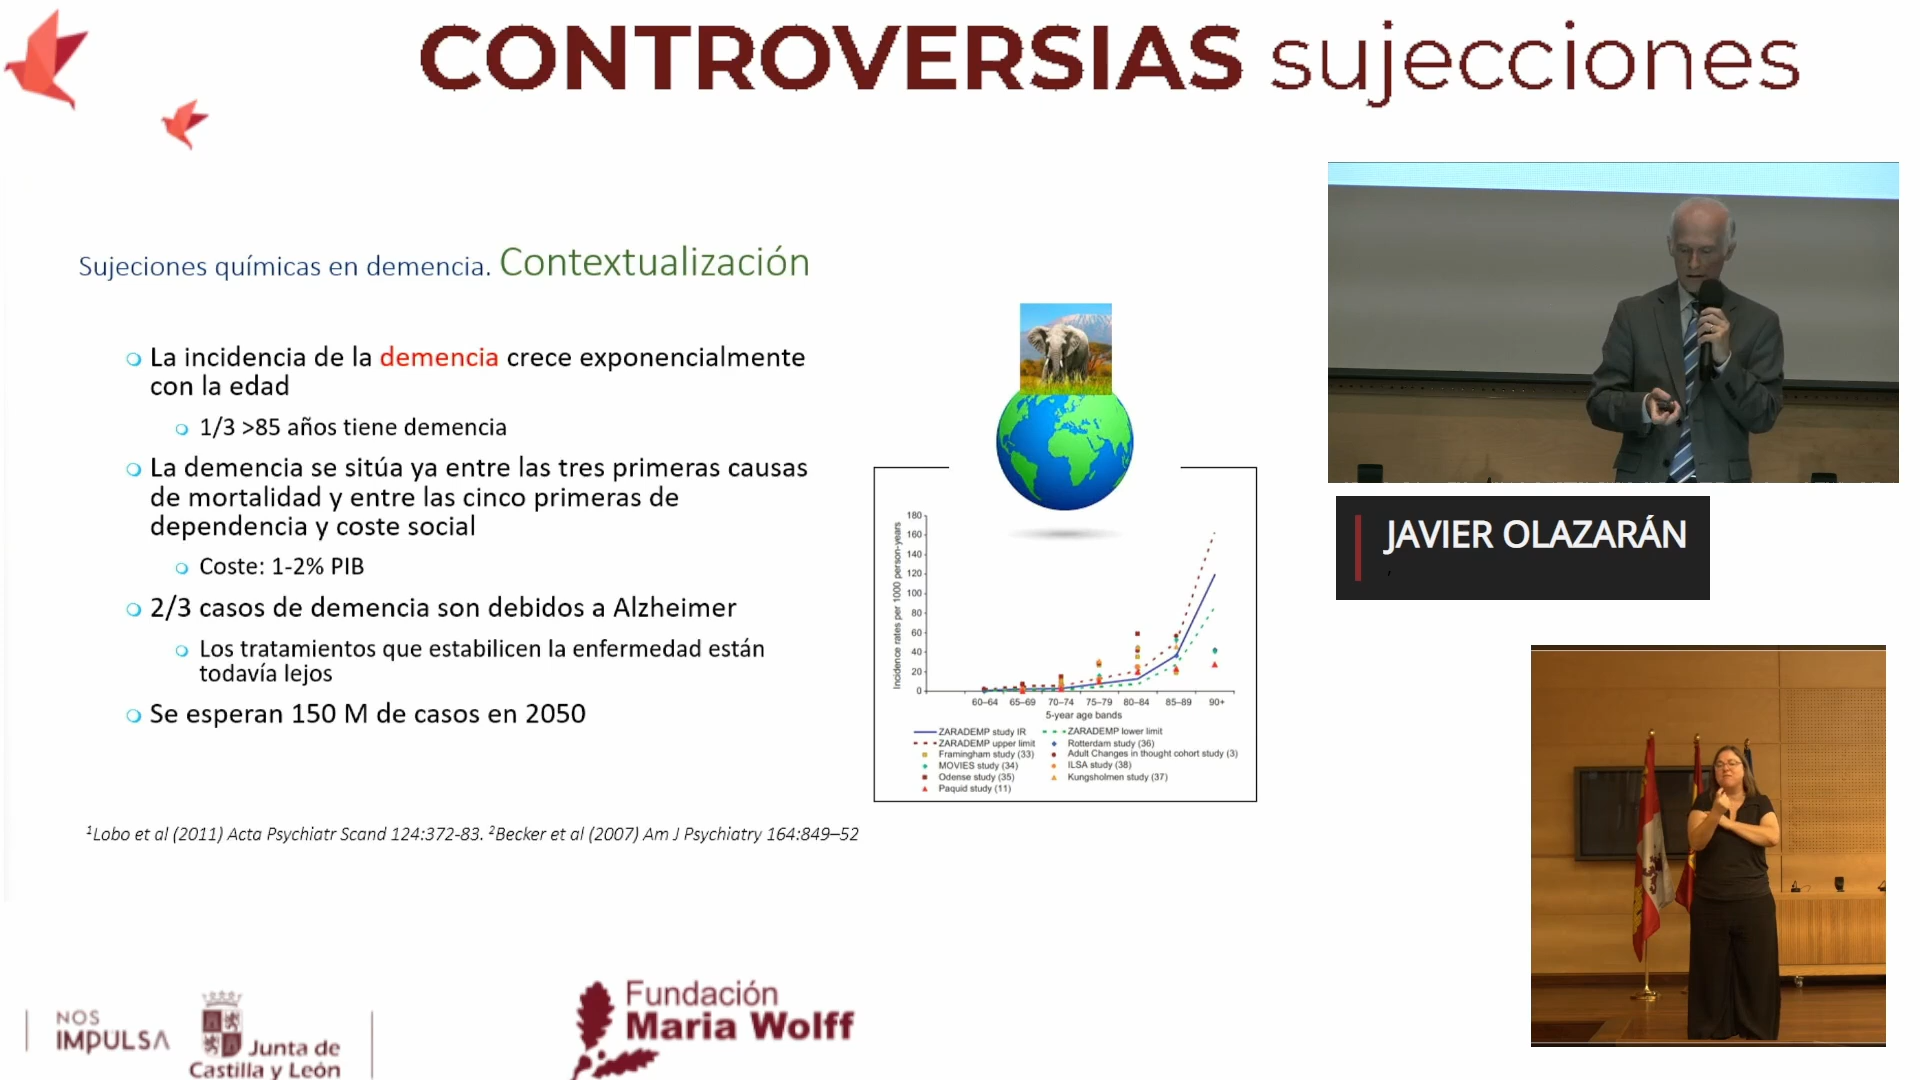 CONTROVERSIAS sujecciones
Sujeciones químicas en demencia. Contextualización
La incidencia de la demencia crece exponencialmente
con la edad
1/3 >85 años tiene demencia
La demencia se sitúa ya entre las tres primeras causas
de mortalidad y entre las cinco primeras de
dependencia y coste social
Coste: 1-2% PIB
2/3 casos de demencia son debidos a Alzheimer
Los tratamientos que estabilicen la enfermedad están
todavía lejos
Se esperan 150 M de casos en 2050
Incidence rates per 1000 person-years
180
160
140
120
100
80
60
40
20
0
60–64 65–69 70–74 75–79 80–84 85–89 90+
5-year age bands
ZARADEMP study IR
ZARADEMP lower limit
ZARADEMP upper limit
Rotterdam study (36)
Framingham study (33)
Adult Changes in thought cohort study (3)
MOVIES study (34)
ILSA study (38)
Odense study (35)
Kungsholmen study (37)
Paquid study (11)
1Lobo et al (2011) Acta Psychiatr Scand 124:372-83. 2Becker et al (2007) Am J Psychiatry 164:849–52
JAVIER OLAZARÁN
,
NOS
IMPULSA
Junta de
Castilla y León
Fundación
Maria Wolff